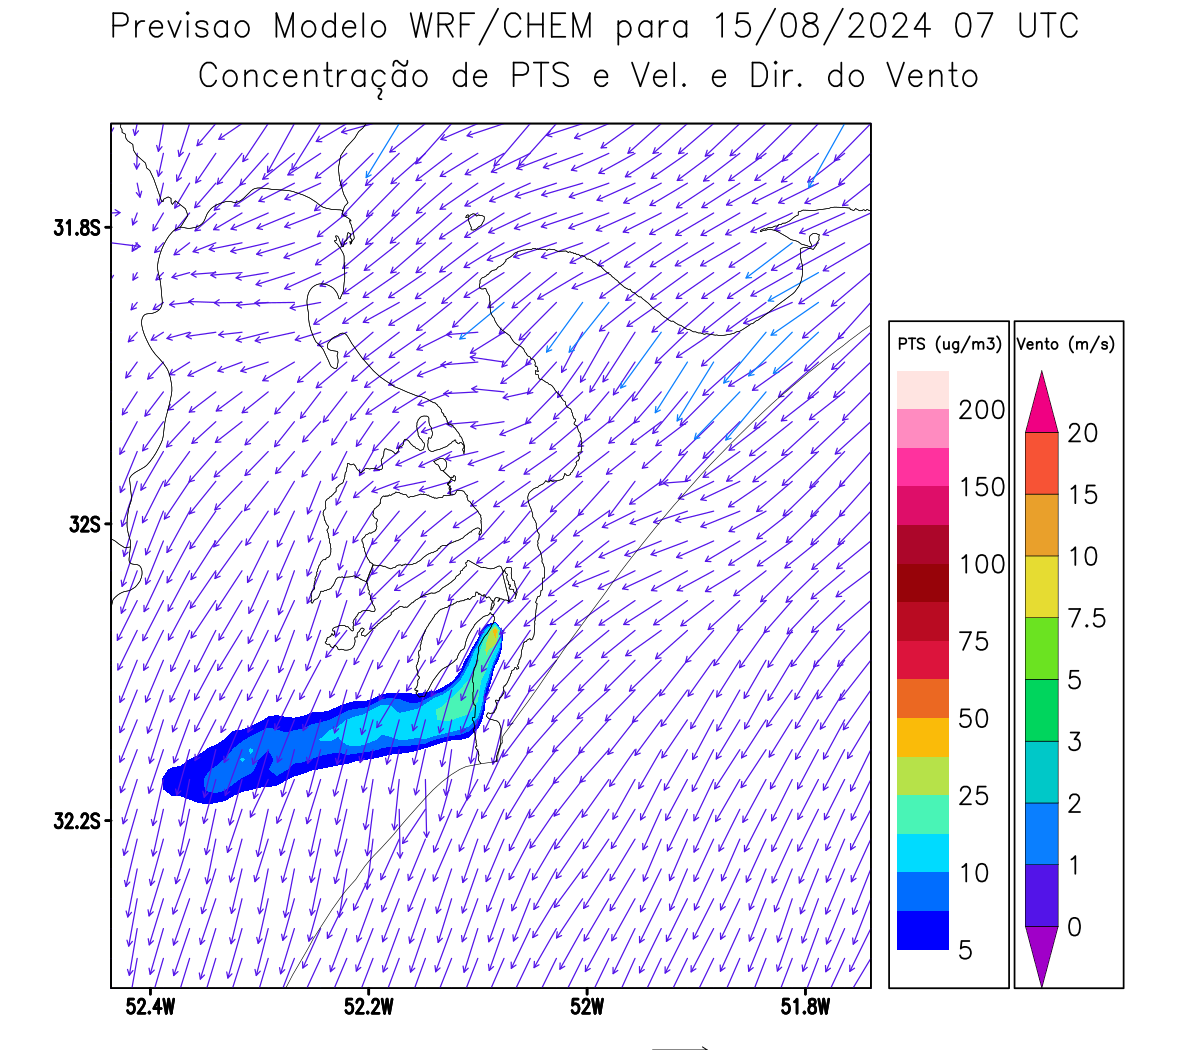 Previsao Modelo WRF/CHEM para 15/08/2024 07 UTC
Concentração de PTS e Vel. e Dir. do Vento
31.8S
32S
32.2S
52.4W
52.2W
52W
51.8W
PTS (ug/m3)
200
150
100
75
50
25
10
5
Vento (m/s)
20
15
10
7.5
5
3
2
1
0